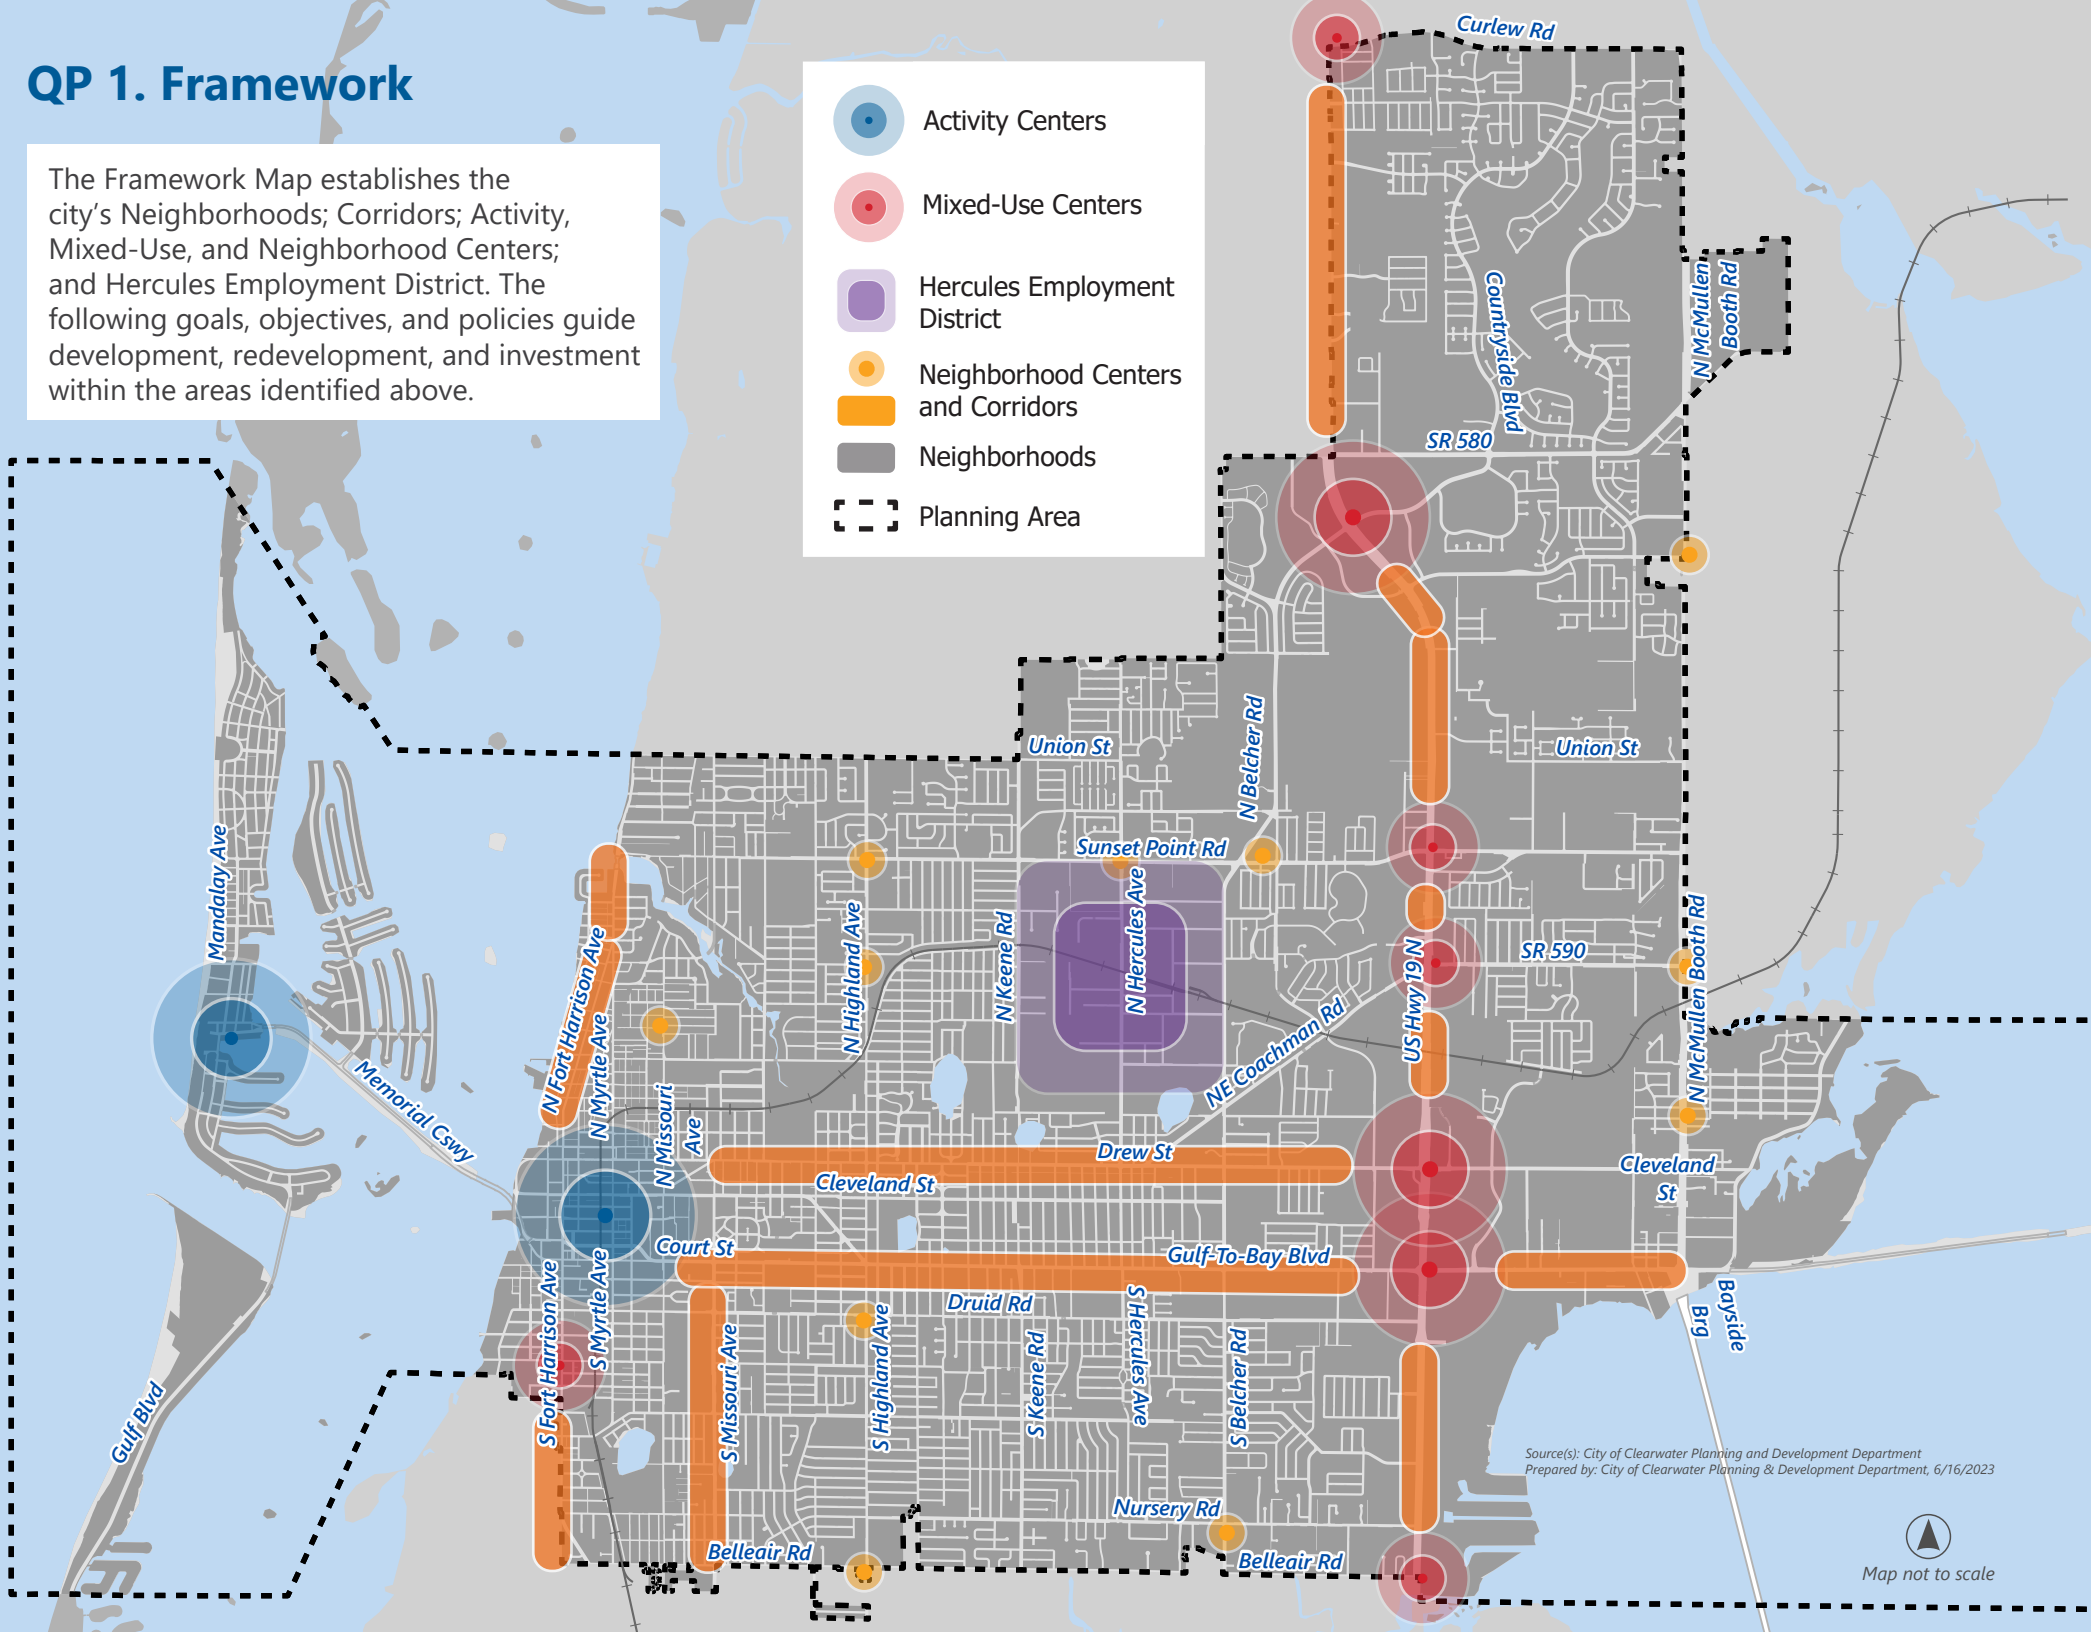 QP 1. Framework
The Framework Map establishes the
city's Neighborhoods; Corridors; Activity,
Mixed-Use, and Neighborhood Centers;
and Hercules Employment District. The
following goals, objectives, and policies guide
development, redevelopment, and investment
within the areas identified above.
Activity Centers
Mixed-Use Centers
Hercules Employment
District
Neighborhood Centers
and Corridors
Neighborhoods
Planning Area
Curlew Rd
N McMullen
Booth Rd
Countryside Blvd
SR 580
N Belcher Rd
Union St
Union St
Sunset Point Rd
Mandalay Ave
N Highland Ave
N Keene Rd
N Hercules Ave
US Hwy 19 N
SR 590
N McMullen Booth Rd
N Fort Harrison Ave
N Myrtle Ave
NE Coachman Rd
Memorial Cswy
N Missouri
Ave
Drew St
Cleveland St
Cleveland
St
Court St
Gulf-To-Bay Blvd
Druid Rd
S Fort Harrison Ave
S Myrtle Ave
S Missouri Ave
S Highland Ave
S Keene Rd
S Hercules Ave
S Belcher Rd
Bayside
Brg
Gulf Blvd
Nursery Rd
Belleair Rd
Belleair Rd
Source(s): City of Clearwater Planning and Development Department
Prepared by: City of Clearwater Planning & Development Department, 6/16/2023
Map not to scale